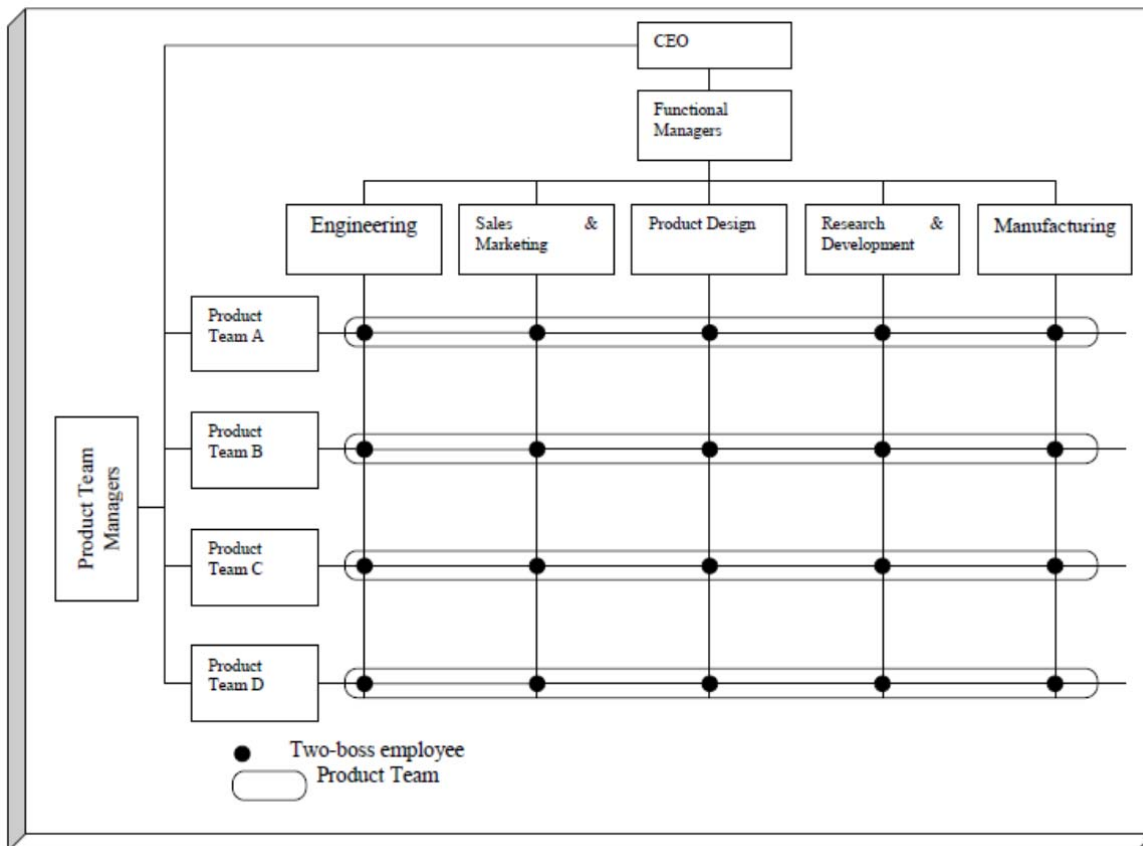 CEO
Functional
Managers
Engineering
Sales &
Marketing
Product Design
Research &
Development
Manufacturing
Product
Team A
Product
Team B
Product Team
Managers
Product
Team C
Product
Team D
Two-boss employee
Product Team